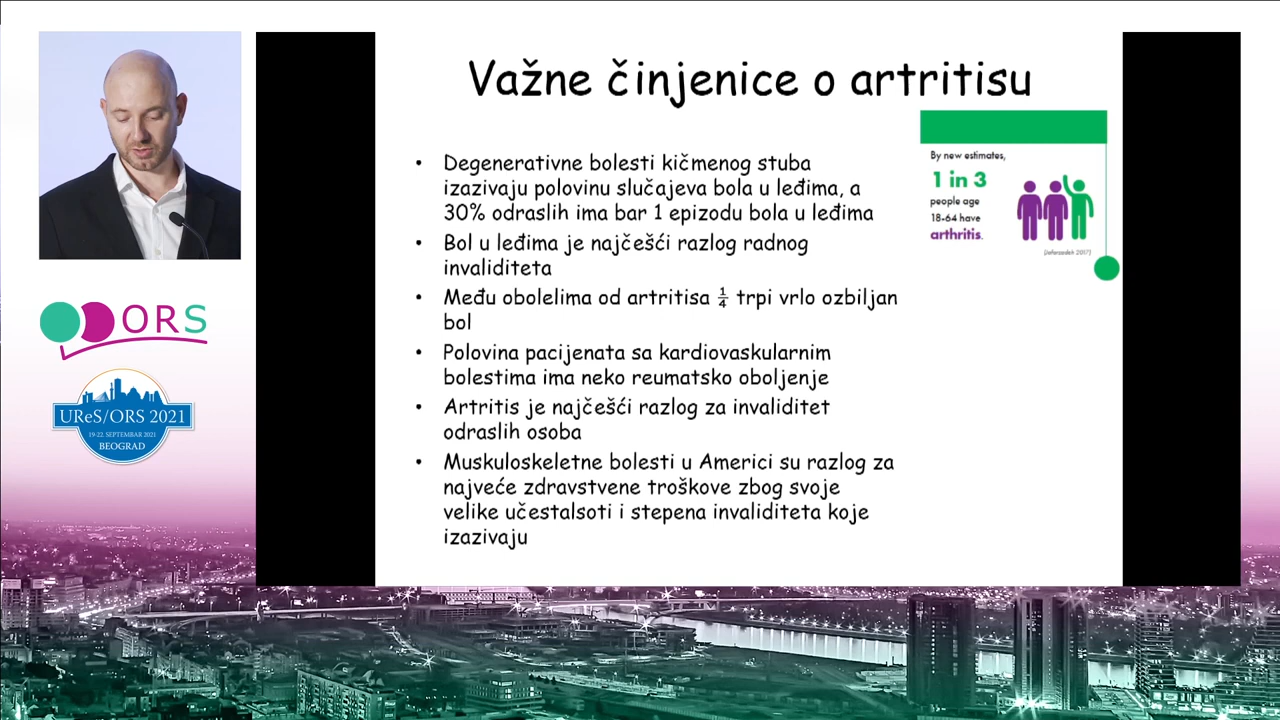 Važne činjenice o artritisu
• Degenerativne bolesti kičmenog stuba
izazivaju polovinu slučajeva bola u leđima, a
30% odraslih ima bar 1 epizodu bola u leđima
• Bol u leđima je najčešći razlog radnog
invaliditeta
• Među obolelima od artritisa ¼ trpi vrlo ozbiljan
bol
• Polovina pacijenata sa kardiovaskularnim
bolestima ima neko reumatsko oboljenje
• Artritis je najčešći razlog za invaliditet
odraslih osoba
• Muskuloskeletne bolesti u Americi su razlog za
najveće zdravstvene troškove zbog svoje
velike učestalsoti i stepena invaliditeta koje
izazivaju
By new estimates,
1 in 3
people age
18-64 have
arthritis.
(Jafarzadeh 2017)
ORS
UReS/ORS 2021
19-22. SEPTEMBAR 2021
BEOGRAD